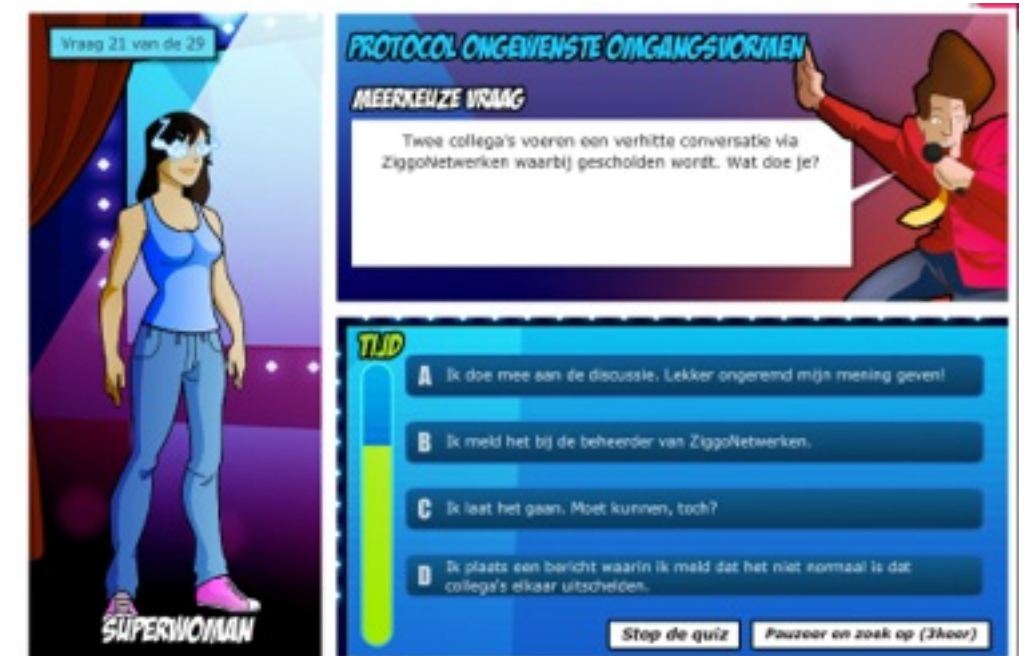 Vraag 21 van de 29
PROTOCOL ONGEWENSTE OMGANGSVORMEN
MEERKEUZE VRAAG
Twee collega's voeren een verhitte conversatie via
ZiggoNetwerken waarbij gescholden wordt. Wat doe je?
TIJD
A Ik doe mee aan de discussie. Lekker ongeremd mijn mening geven!
B Ik meld het bij de beheerder van ZiggoNetwerken.
C Ik laat het gaan. Moet kunnen, toch?
D Ik plaats een bericht waarin ik meld dat het niet normaal is dat
collega's elkaar uitschelden.
SUPERWOMAN
Stop de quiz
Pauzeer en zoek op (3keer)